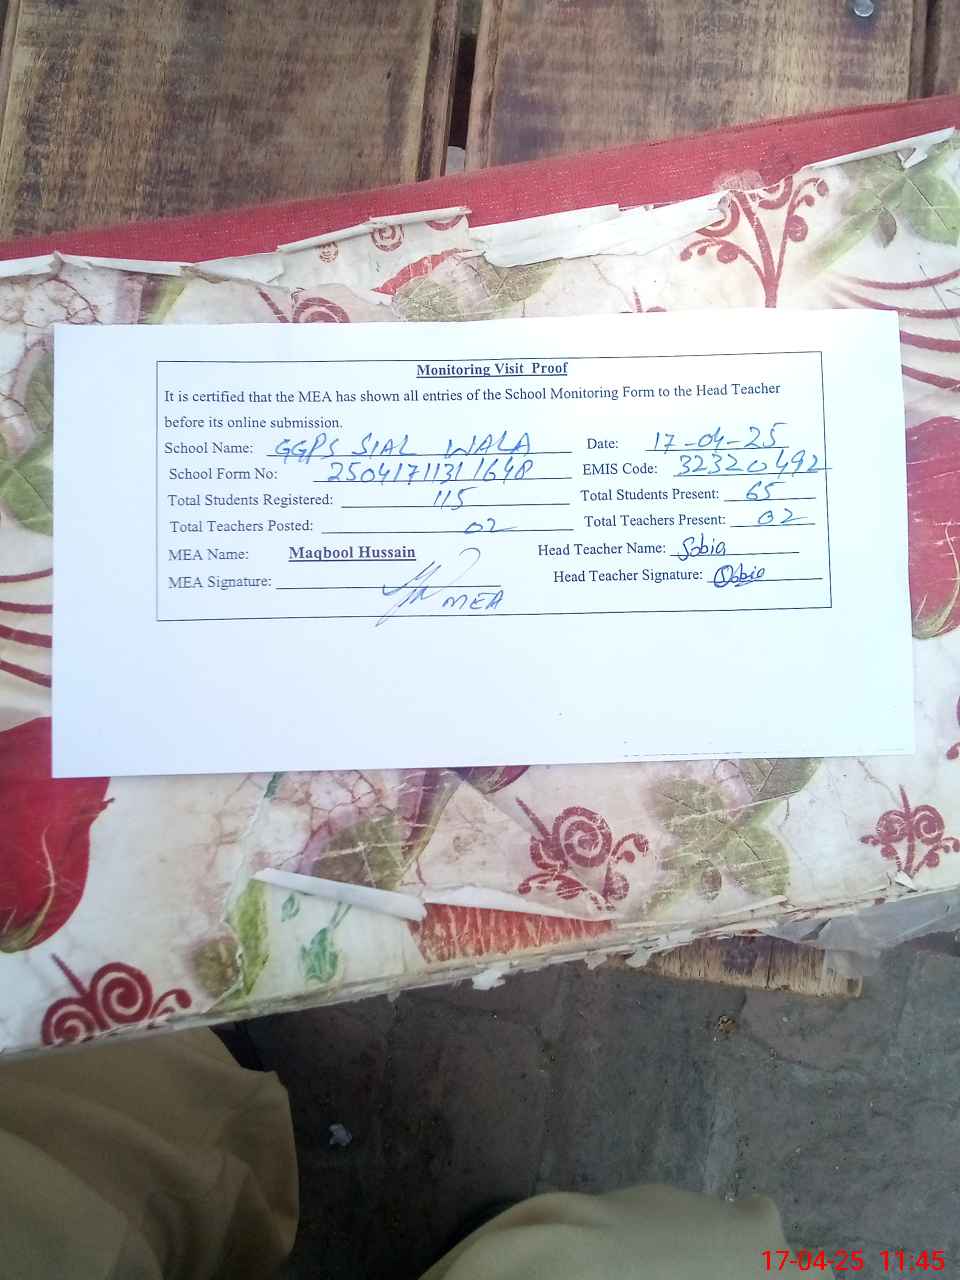 Monitoring Visit Proof
It is certified that the MEA has shown all entries of the School Monitoring Form to the Head Teacher
before its online submission.
School Name: GGPS SIAL WALA Date: 17-04-25
School Form No: 25041711311648 EMIS Code: 32320492
Total Students Registered: 115 Total Students Present: 65
Total Teachers Posted: 02 Total Teachers Present: 02
MEA Name: Maqbool Hussain Head Teacher Name: Sobia
MEA Signature: MEA Head Teacher Signature: Sobia
17-04-25 11:45